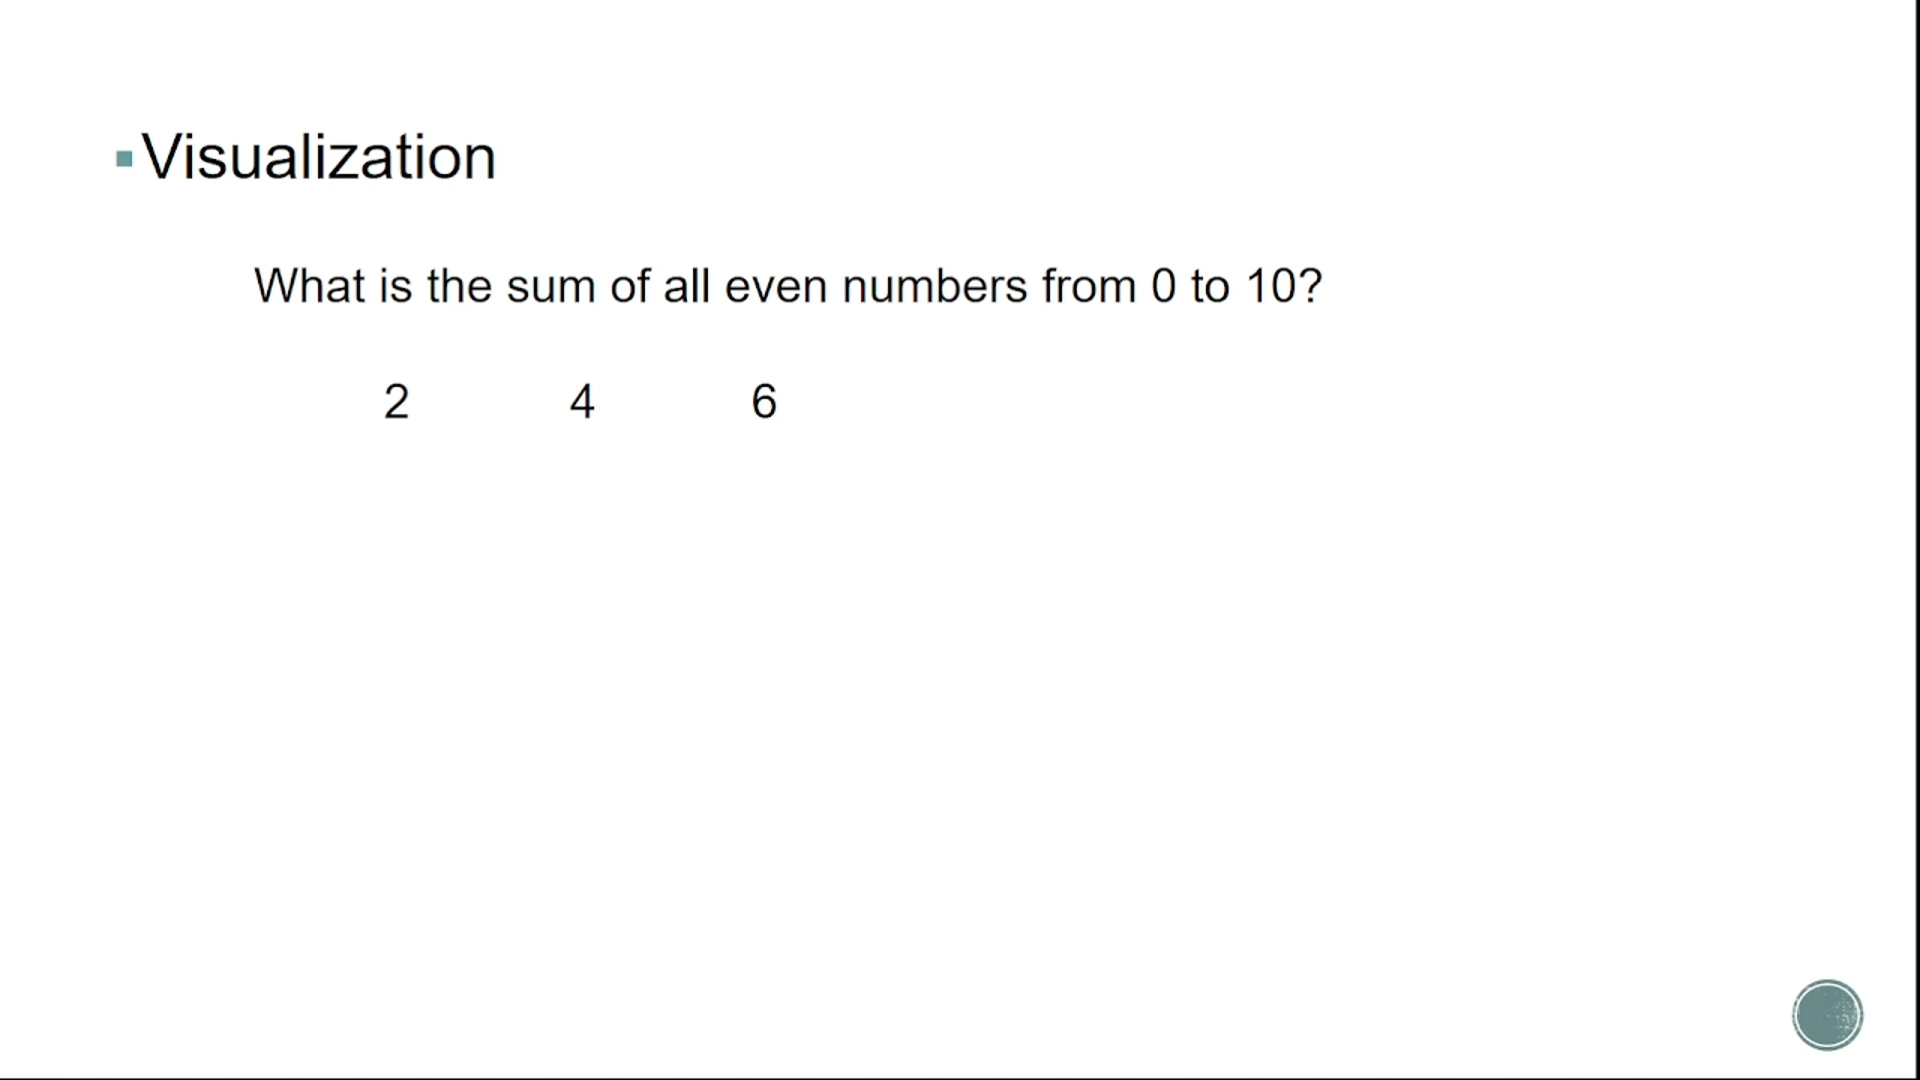 Visualization
What is the sum of all even numbers from 0 to 10?
2 4 6